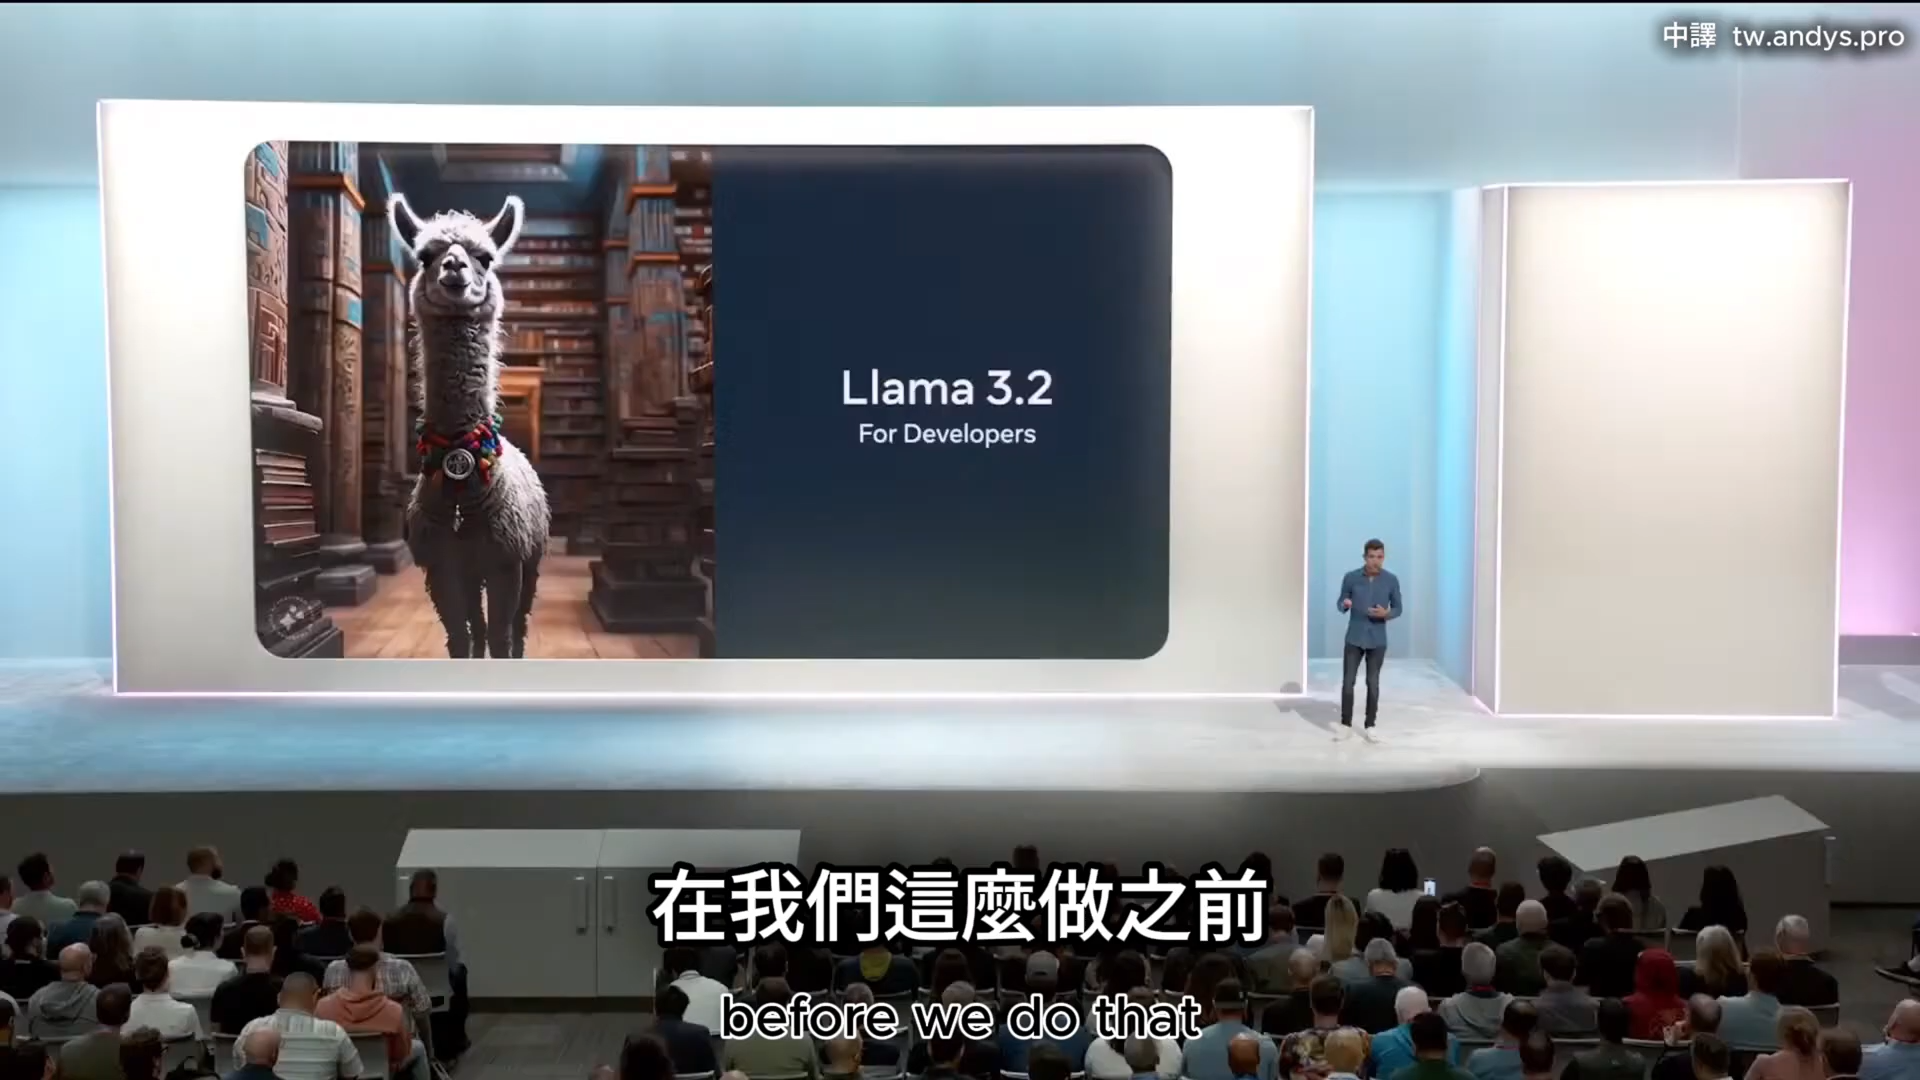 中譯 tw.andys.pro
Llama 3.2
For Developers
在我們這麼做之前
before we do that